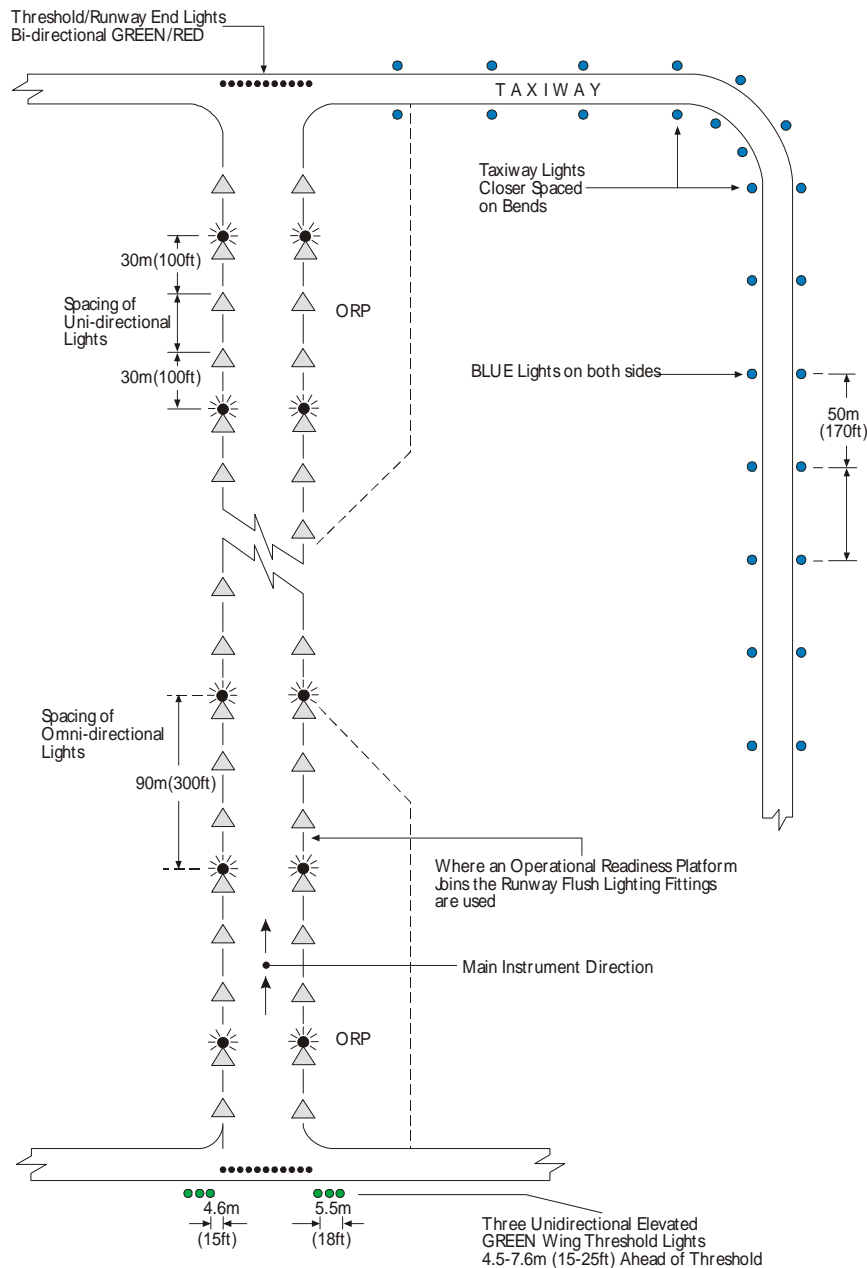 Threshold/Runway End Lights
Bi-directional GREEN/RED
TAXIWAY
Taxiway Lights
Closer Spaced
on Bends
30m(100ft)
Spacing of
Uni-directional
Lights
ORP
30m(100ft)
BLUE Lights on both sides
50m
(170ft)
Spacing of
Omni-directional
Lights
90m(300ft)
Where an Operational Readiness Platform
Joins the Runway Flush Lighting Fittings
are used
Main Instrument Direction
ORP
4.6m
(15ft)
5.5m
(18ft)
Three Unidirectional Elevated
GREEN Wing Threshold Lights
4.5-7.6m (15-25ft) Ahead of Threshold